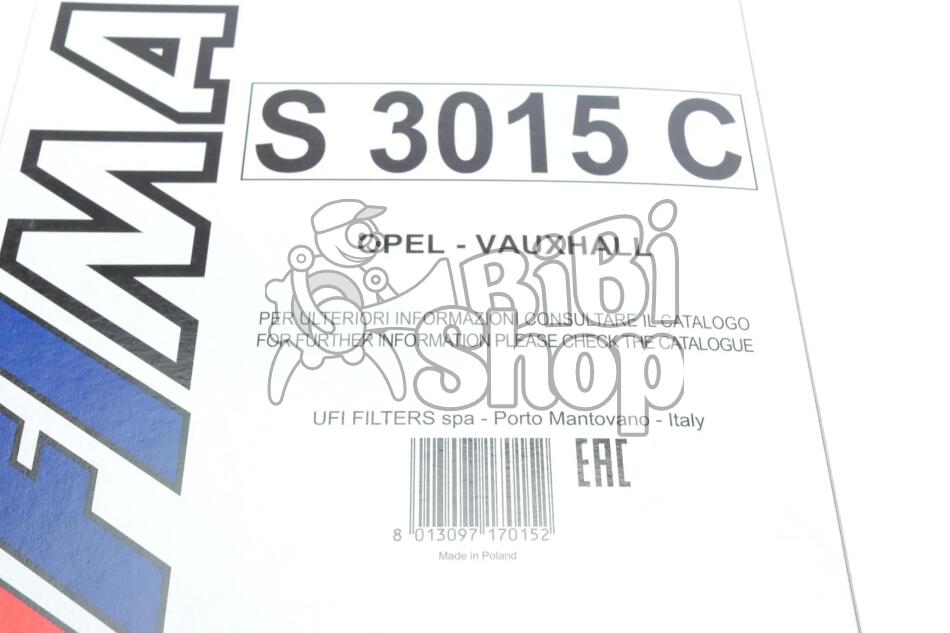 FIMA
S 3015 C
OPEL - VAUXHALL
BiBi
Shop
PER ULTERIORI INFORMAZIONI CONSULTARE IL CATALOGO
FOR FURTHER INFORMATION PLEASE CHECK THE CATALOGUE
UFI FILTERS spa - Porto Mantovano - Italy
EAC
8 013097 170152
Made in Poland